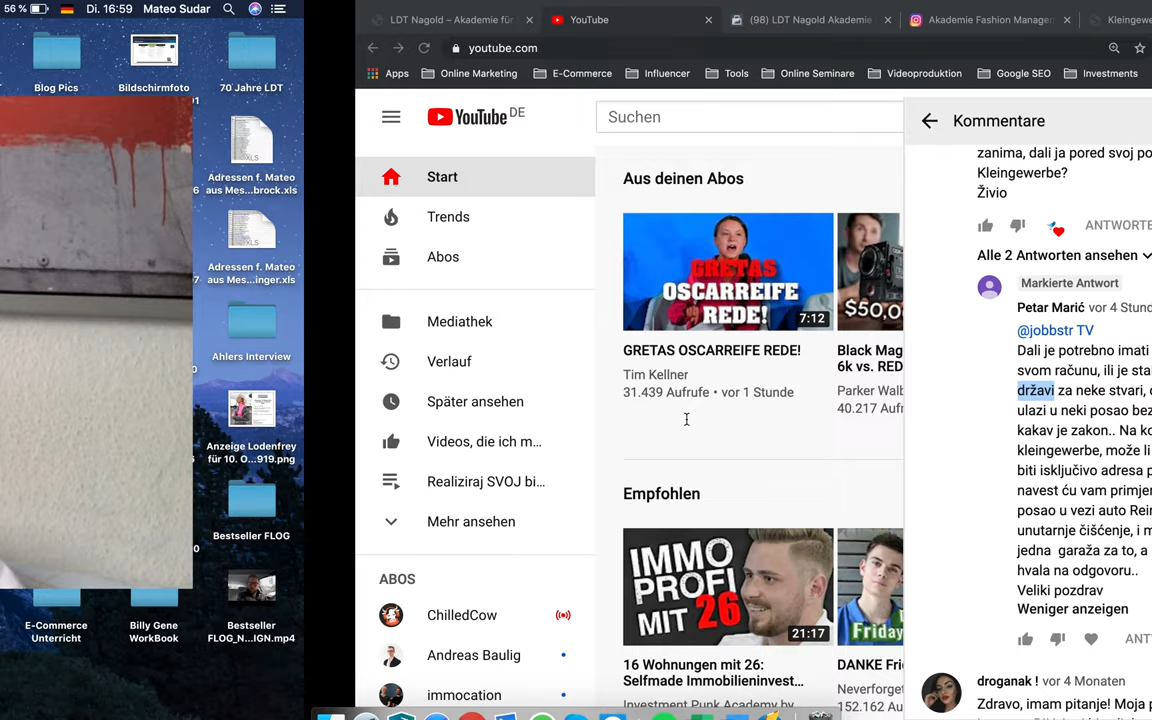 56 % Di. 16:59 Mateo Sudar
Blog Pics
Bildschirmfoto
70 Jahre LDT
Adressen f. Mateo
aus Mes...brock.xls
Adressen f. Mateo
aus Mes...inger.xls
Ahlers Interview
Anzeige Lodenfrey
für 10. O...919.png
Bestseller FLOG
E-Commerce
Unterricht
Billy Gene
WorkBook
Bestseller
FLOG_N...IGN.mp4
LDT Nagold – Akademie für
YouTube
(98) LDT Nagold Akademie
Akademie Fashion Manageme
Kleingewe
youtube.com
Apps
Online Marketing
E-Commerce
Influencer
Tools
Online Seminare
Videoproduktion
Google SEO
Investments
YouTube DE
Suchen
Start
Trends
Abos
Mediathek
Verlauf
Später ansehen
Videos, die ich m...
Realiziraj SVOJ bi...
Mehr ansehen
ABOS
ChilledCow
Andreas Baulig
immocation
Aus deinen Abos
GRETAS
OSCARREIFE
REDE!
7:12
GRETAS OSCARREIFE REDE!
Tim Kellner
31.439 Aufrufe • vor 1 Stunde
$50,0
Black Mag
6k vs. RED
Parker Walb
40.217 Aufr
Empfohlen
IMMO
PROFI
MIT 26
21:17
16 Wohnungen mit 26:
Selfmade Immobilieninvest...
Investment Punk Academy by
Friday
DANKE Fri
Neverforget
152.162 Au
Kommentare
zanima, dali ja pored svoj po
Kleingewerbe?
Živio
ANTWORTE
Alle 2 Antworten ansehen
Markierte Antwort
Petar Marić vor 4 Stund
@jobbstr TV
Dali je potrebno imati
svom računu, ili je sta
državi za neke stvari,
ulazi u neki posao bez
kakav je zakon.. Na ko
kleingewerbe, može li
biti isključivo adresa p
navest ću vam primjer
posao u vezi auto Rein
unutarnje čišćenje, i m
jedna garaža za to, a
hvala na odgovoru..
Veliki pozdrav
Weniger anzeigen
ANT
droganak ! vor 4 Monaten
Zdravo, imam pitanje! Moja p